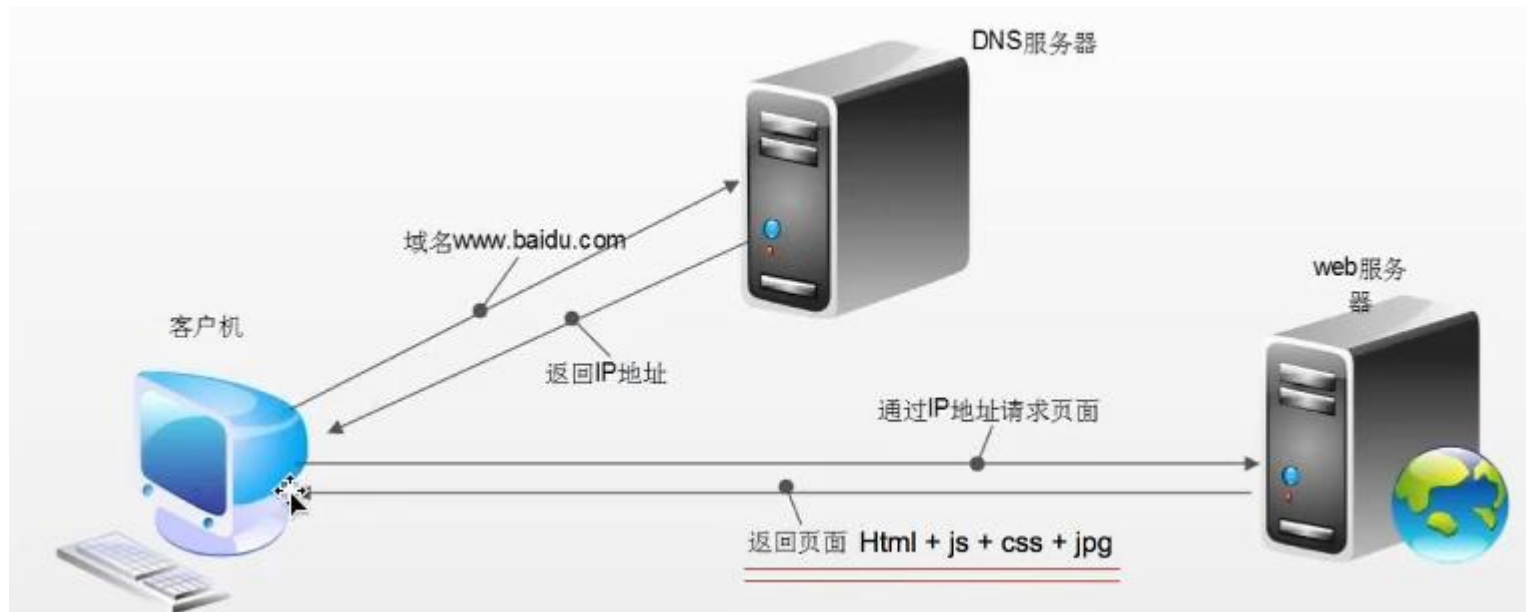 DNS服务器
域名www.baidu.com
web服务
器
客户机
返回IP地址
通过IP地址请求页面
返回页面 Html + js + css + jpg